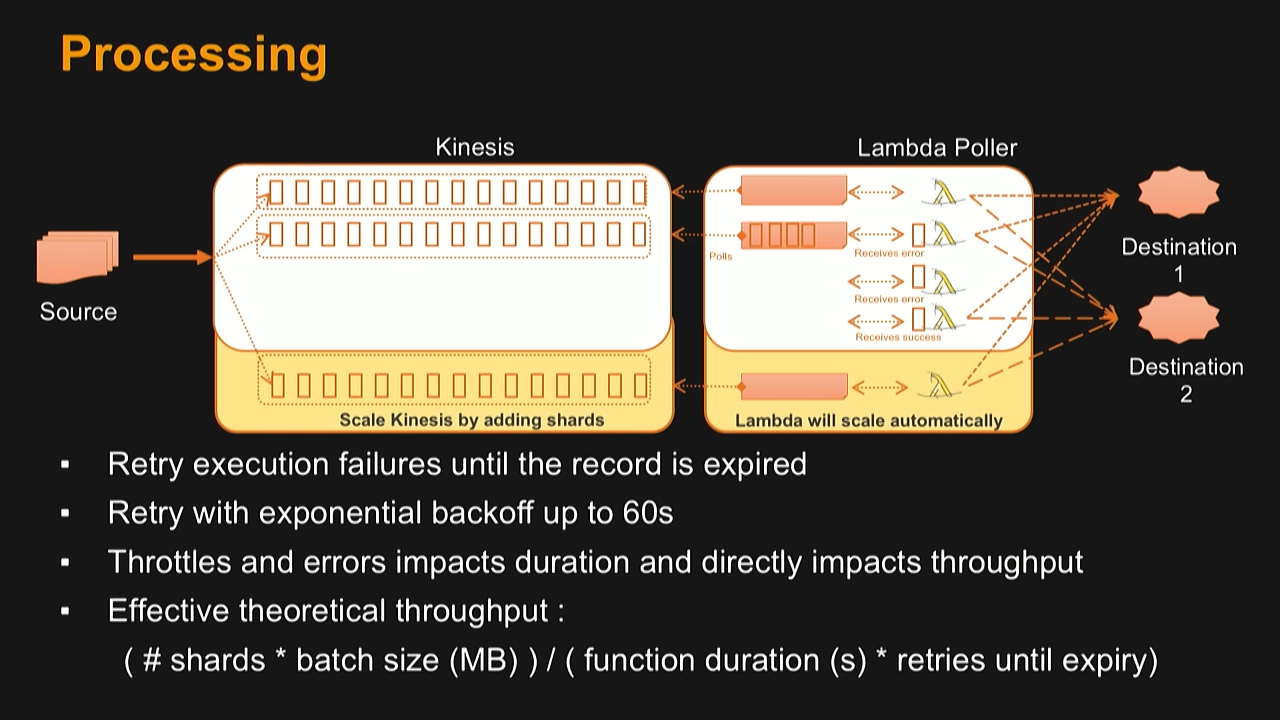 Processing
Kinesis
Lambda Poller
Source
Polls
Receives error
Receives error
Receives success
Destination
1
Destination
2
Scale Kinesis by adding shards
Lambda will scale automatically
▪ Retry execution failures until the record is expired
▪ Retry with exponential backoff up to 60s
▪ Throttles and errors impacts duration and directly impacts throughput
▪ Effective theoretical throughput :
( # shards * batch size (MB) ) / ( function duration (s) * retries until expiry)